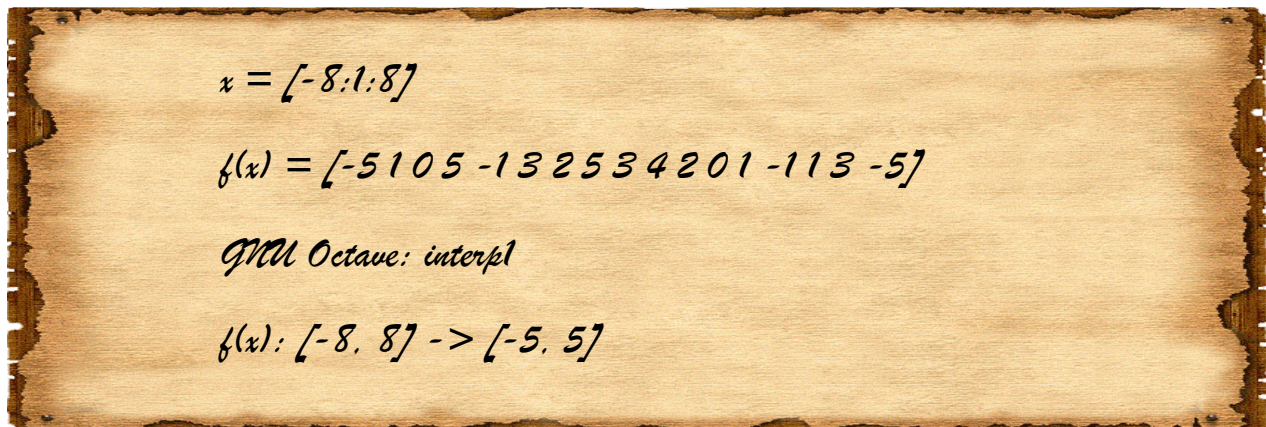 x = [-8:1:8]
f(x) = [-5 1 0 5 -1 3 2 5 3 4 2 0 1 -1 1 3 -5]
GNU Octave: interp1
f(x): [-8, 8] -> [-5, 5]